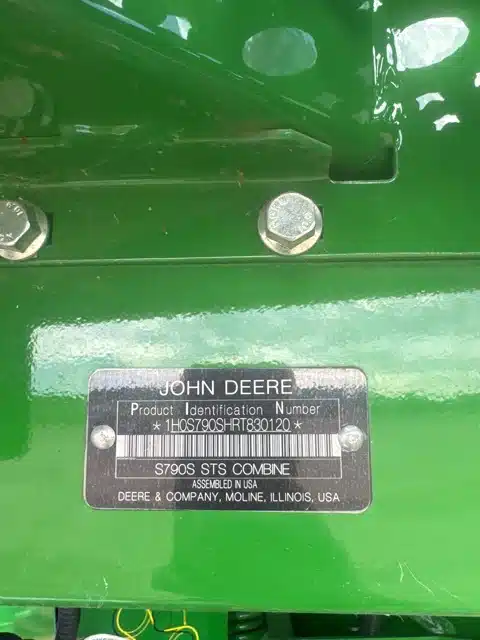 JOHN DEERE
Product Identification Number
* 1H0S790SHRT830120 *
S790S STS COMBINE
ASSEMBLED IN USA
DEERE & COMPANY, MOLINE, ILLINOIS, USA